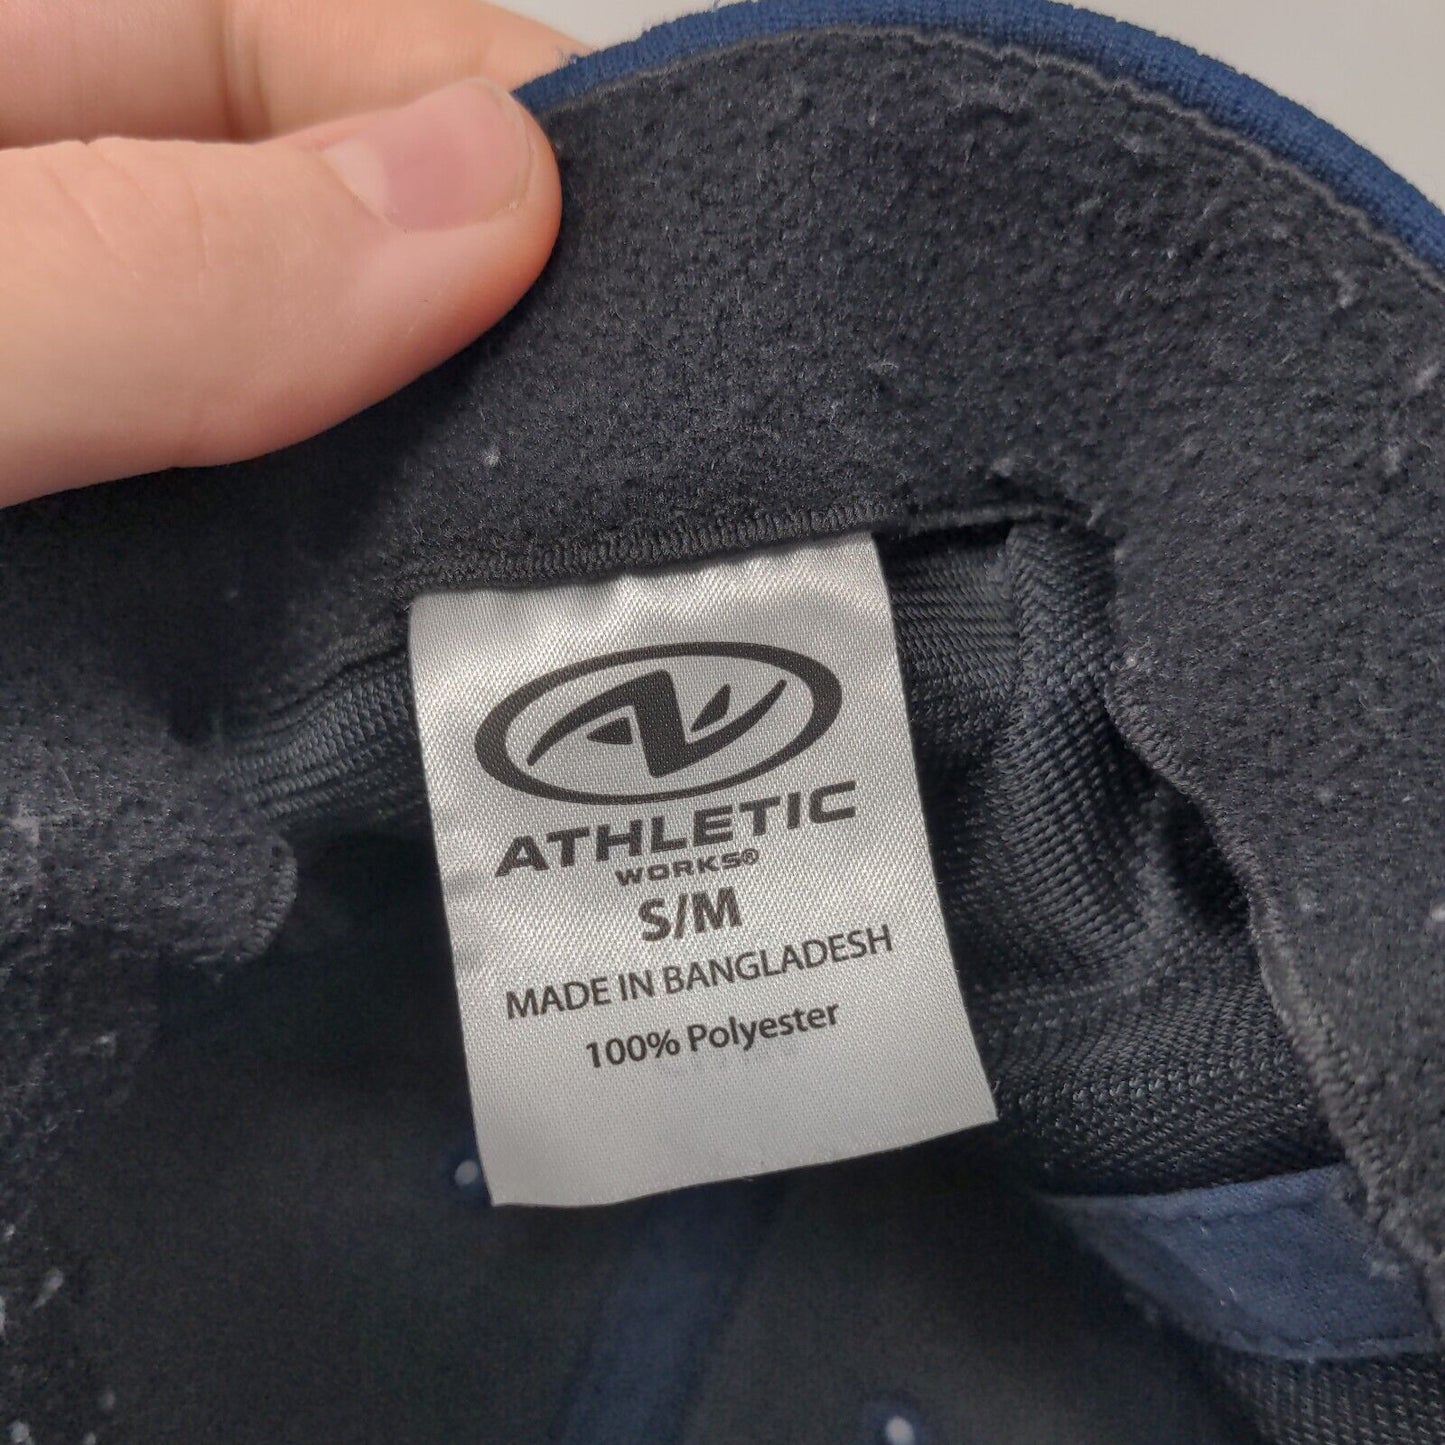 ATHLETIC
WORKS®
S/M
MADE IN BANGLADESH
100% Polyester